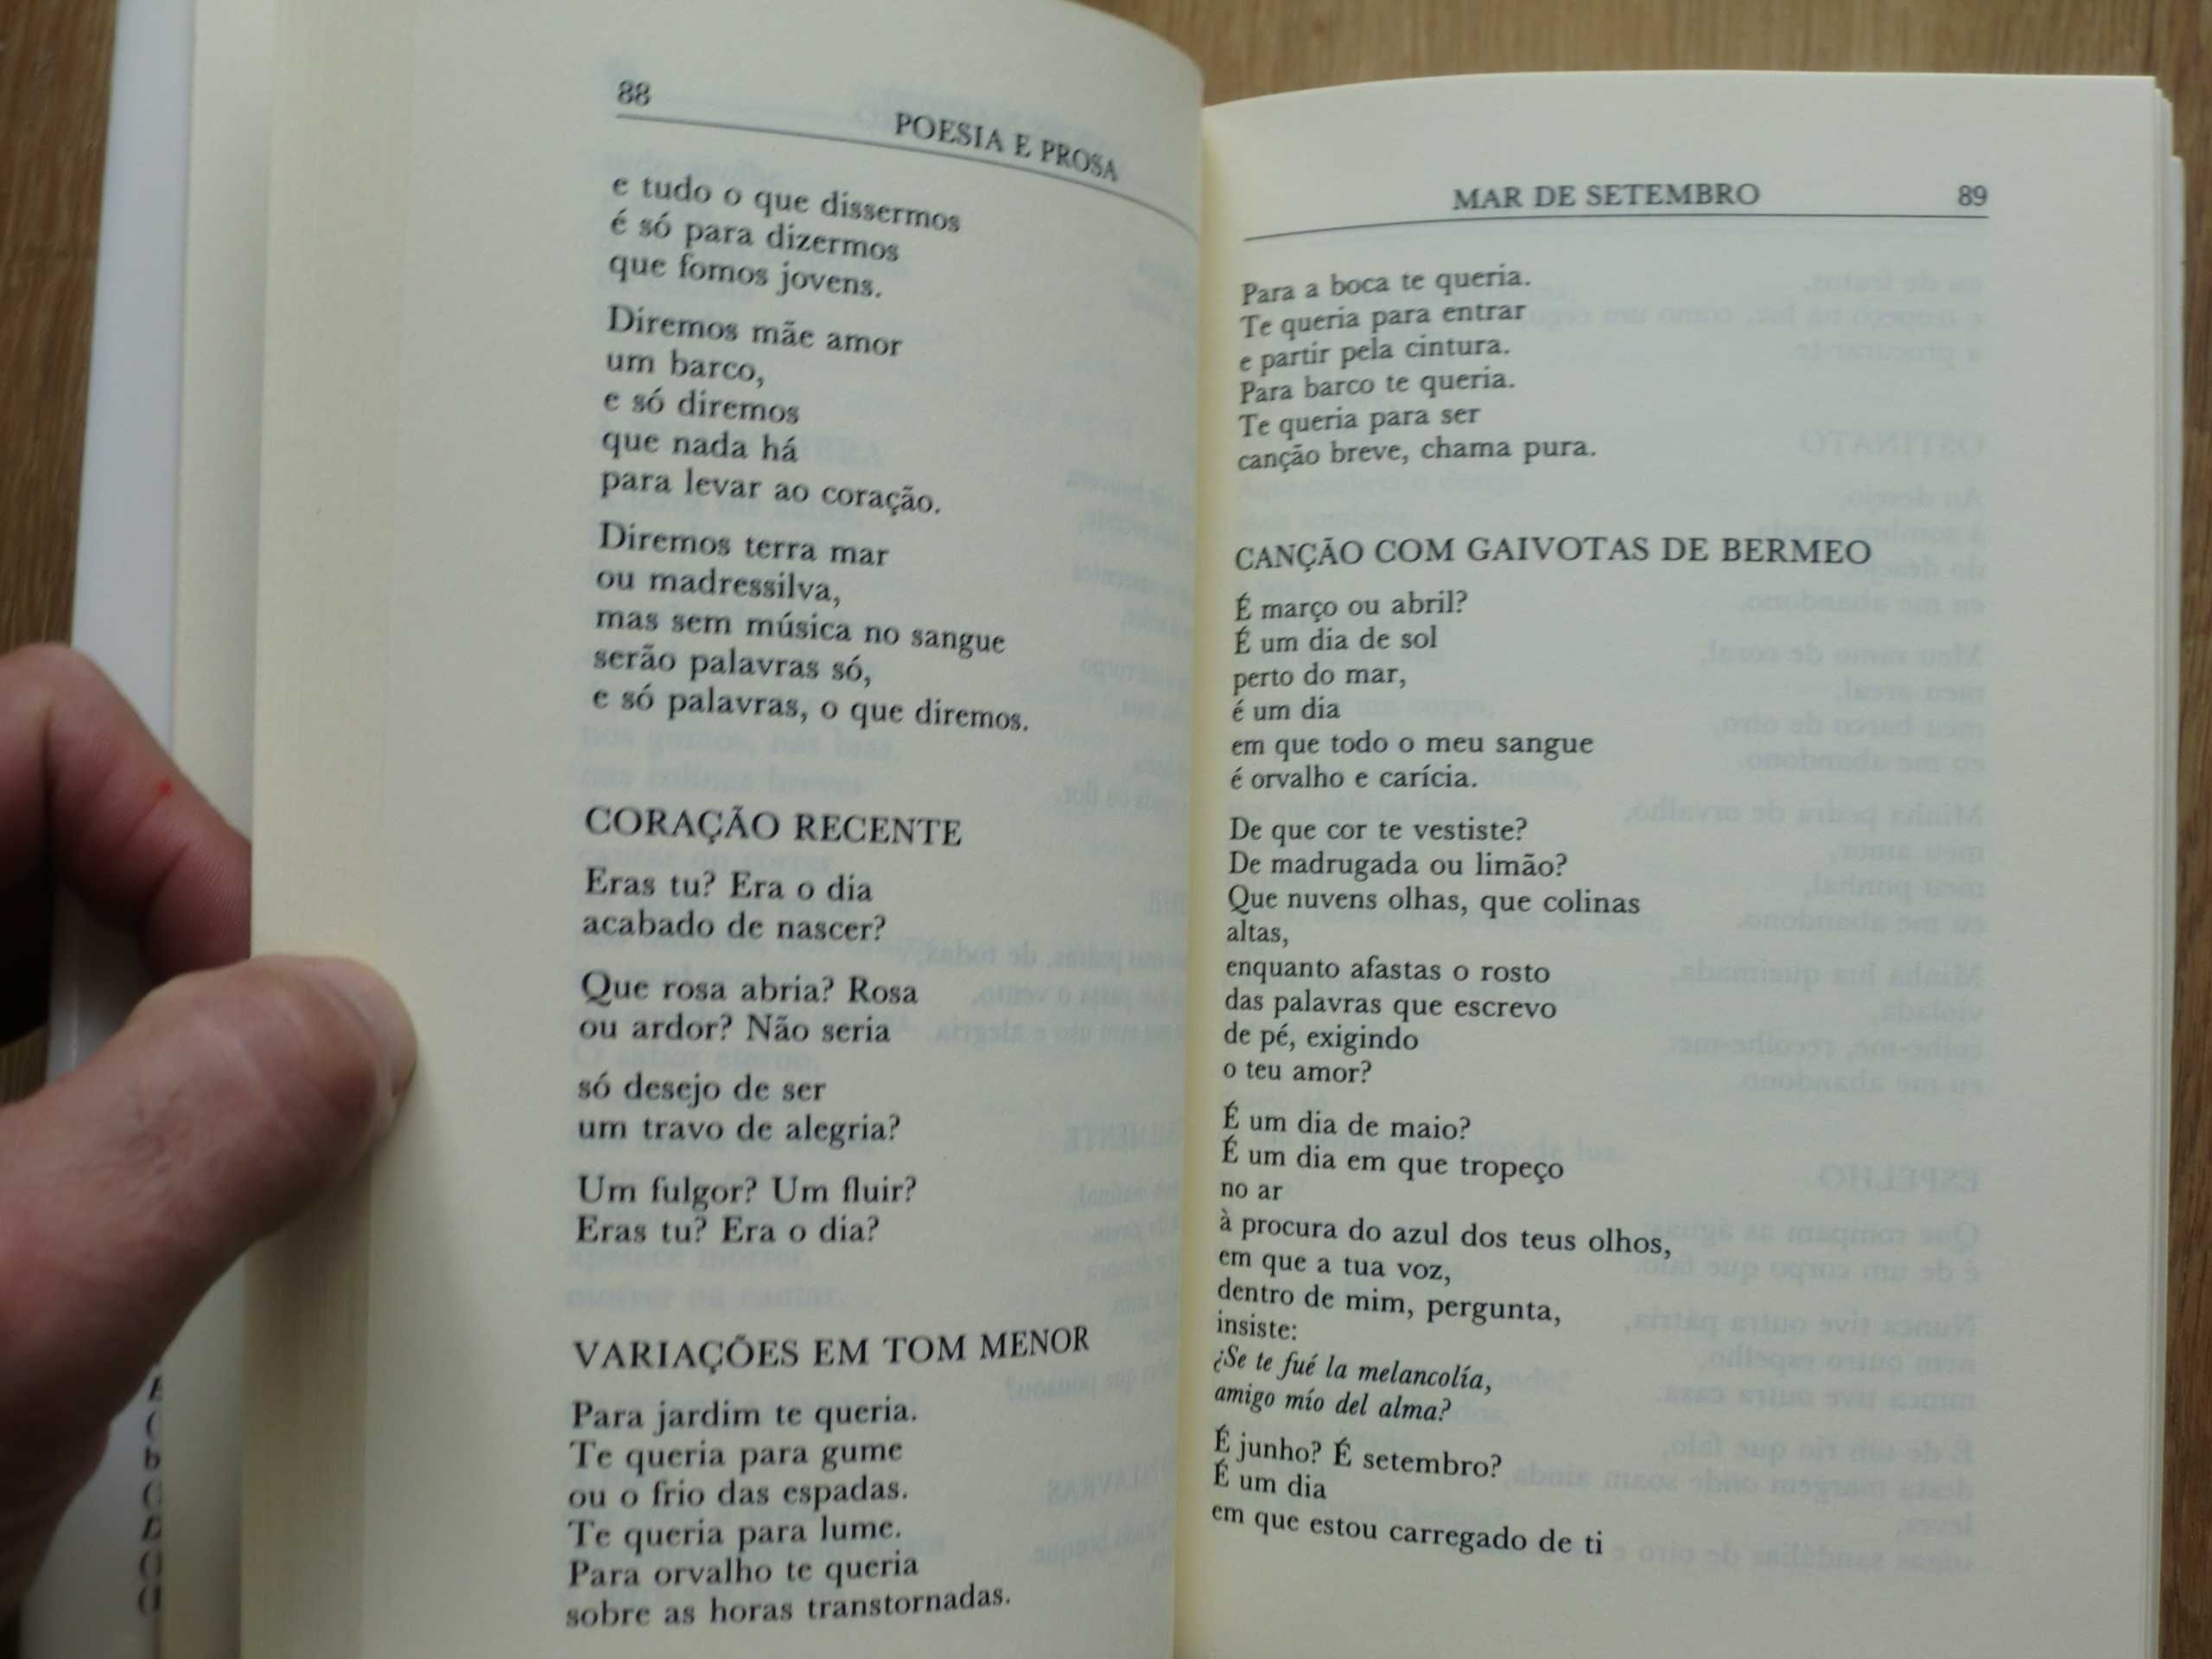 88
POESIA E PROSA
e tudo o que dissermos
é só para dizermos
que fomos jovens.
Diremos mãe amor
um barco,
e só diremos
que nada há
para levar ao coração.
Diremos terra mar
ou madressilva,
mas sem música no sangue
serão palavras só,
e só palavras, o que diremos.
CORAÇÃO RECENTE
Eras tu? Era o dia
acabado de nascer?
Que rosa abria? Rosa
ou ardor? Não seria
só desejo de ser
um travo de alegria?
Um fulgor? Um fluir?
Eras tu? Era o dia?
VARIAÇÕES EM TOM MENOR
Para jardim te queria.
Te queria para gume
ou o frio das espadas.
Te queria para lume.
Para orvalho te queria
sobre as horas transtornadas.
MAR DE SETEMBRO
89
Para a boca te queria.
Te queria para entrar
e partir pela cintura.
Para barco te queria.
Te queria para ser
canção breve, chama pura.
CANÇÃO COM GAIVOTAS DE BERMEO
É março ou abril?
É um dia de sol
perto do mar,
é um dia
em que todo o meu sangue
é orvalho e carícia.
De que cor te vestiste?
De madrugada ou limão?
Que nuvens olhas, que colinas
altas,
enquanto afastas o rosto
das palavras que escrevo
de pé, exigindo
o teu amor?
É um dia de maio?
É um dia em que tropeço
no ar
à procura do azul dos teus olhos,
em que a tua voz,
dentro de mim, pergunta,
insiste:
¿Se te fué la melancolía,
amigo mío del alma?
É junho? É setembro?
É um dia
em que estou carregado de ti